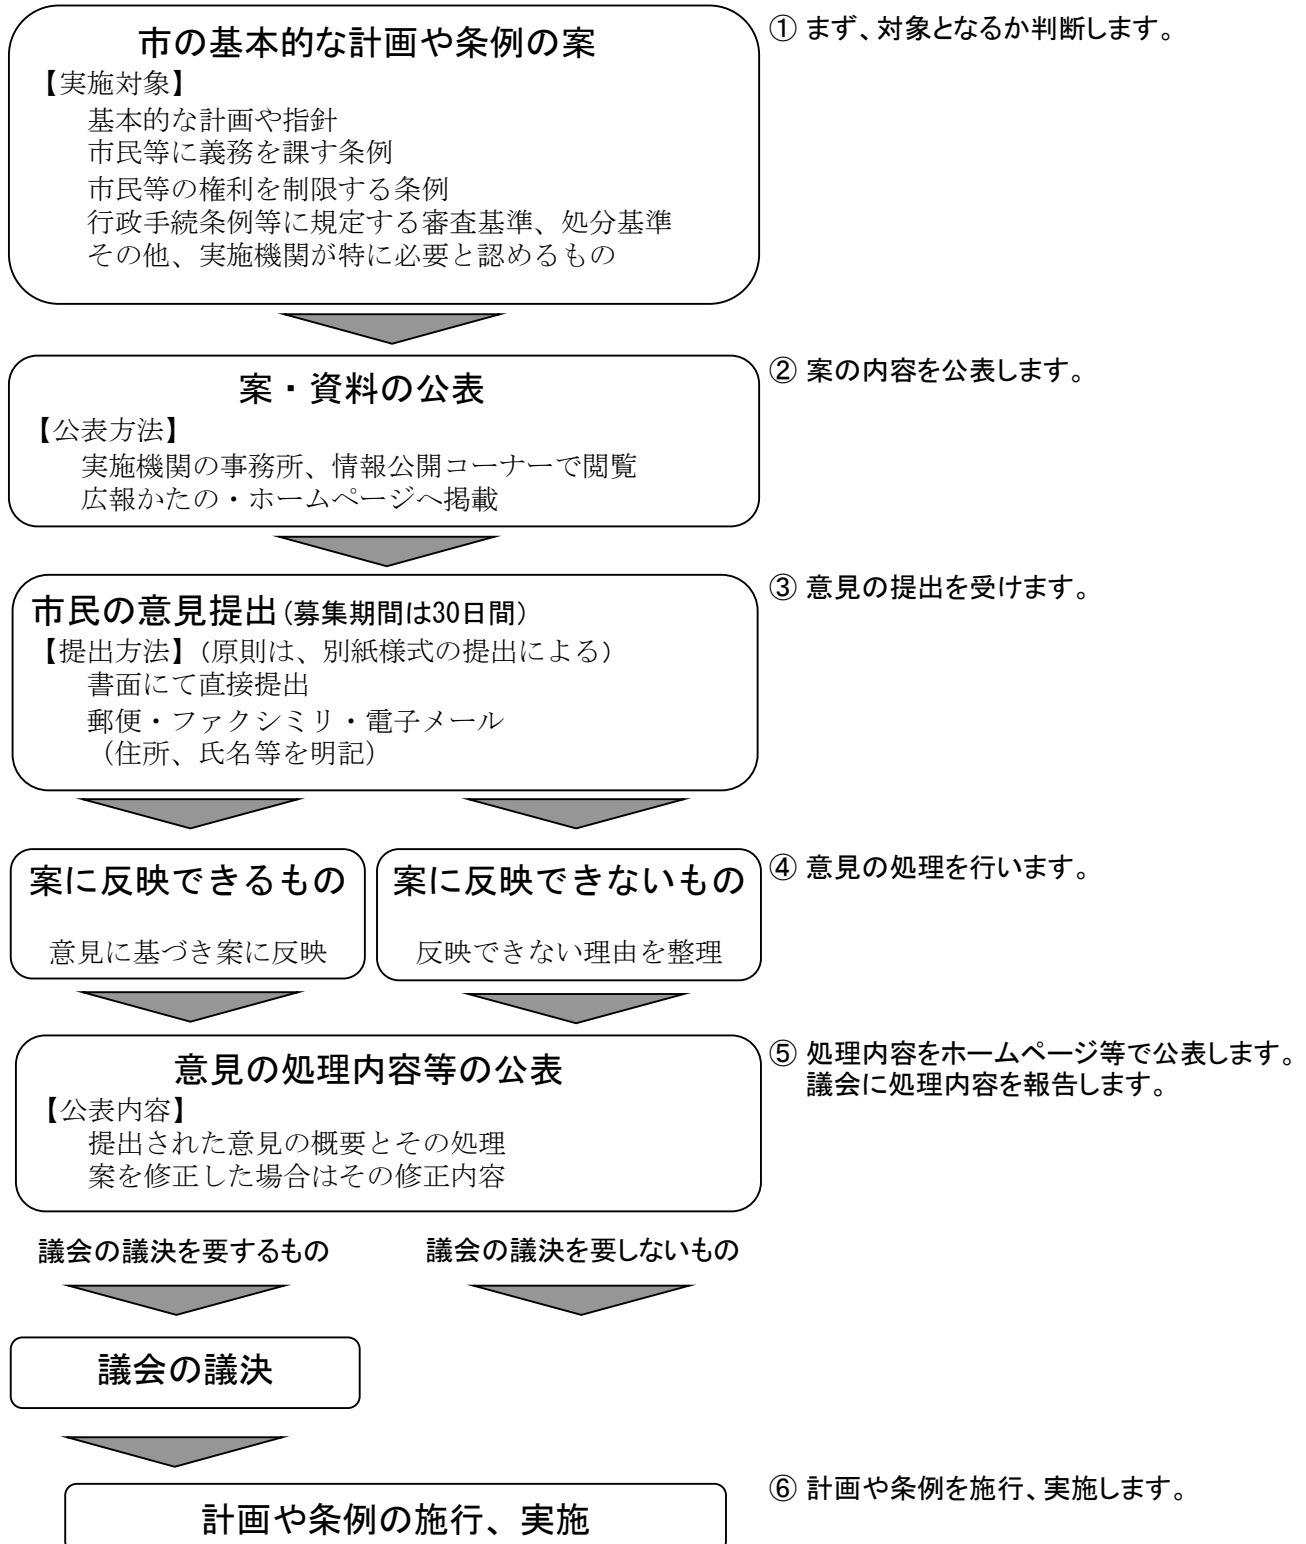 市の基本的な計画や条例の案
① まず、対象となるか判断します。
【実施対象】
基本的な計画や指針
市民等に義務を課す条例
市民等の権利を制限する条例
行政手続条例等に規定する審査基準、処分基準
その他、実施機関が特に必要と認めるもの
案・資料の公表
② 案の内容を公表します。
【公表方法】
実施機関の事務所、情報公開コーナーで閲覧
広報かたの・ホームページへ掲載
市民の意見提出(募集期間は30日間)
③ 意見の提出を受けます。
【提出方法】(原則は、別紙様式の提出による)
書面にて直接提出
郵便・ファクシミリ・電子メール
(住所、氏名等を明記)
案に反映できるもの
意見に基づき案に反映
案に反映できないもの
反映できない理由を整理
④ 意見の処理を行います。
意見の処理内容等の公表
⑤ 処理内容をホームページ等で公表します。
議会に処理内容を報告します。
【公表内容】
提出された意見の概要とその処理
案を修正した場合はその修正内容
議会の議決を要するもの
議会の議決を要しないもの
議会の議決
計画や条例の施行、実施
⑥ 計画や条例を施行、実施します。